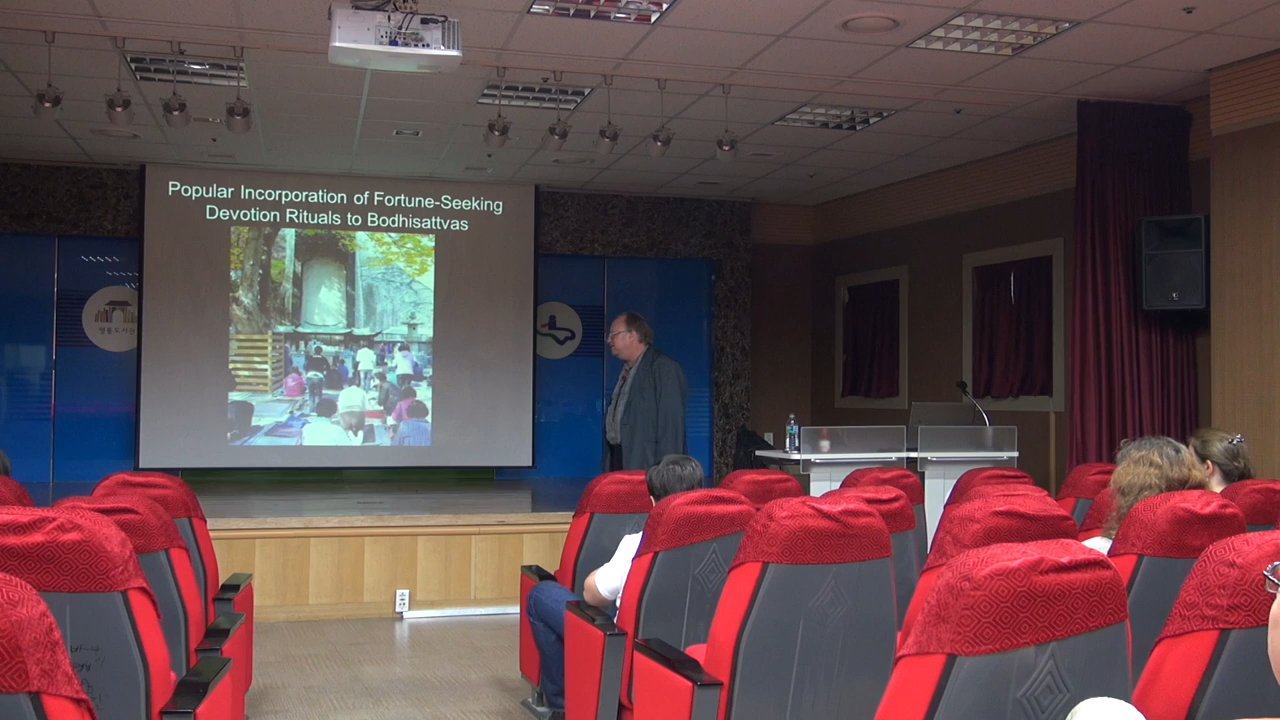 Popular Incorporation of Fortune-Seeking
Devotion Rituals to Bodhisattvas